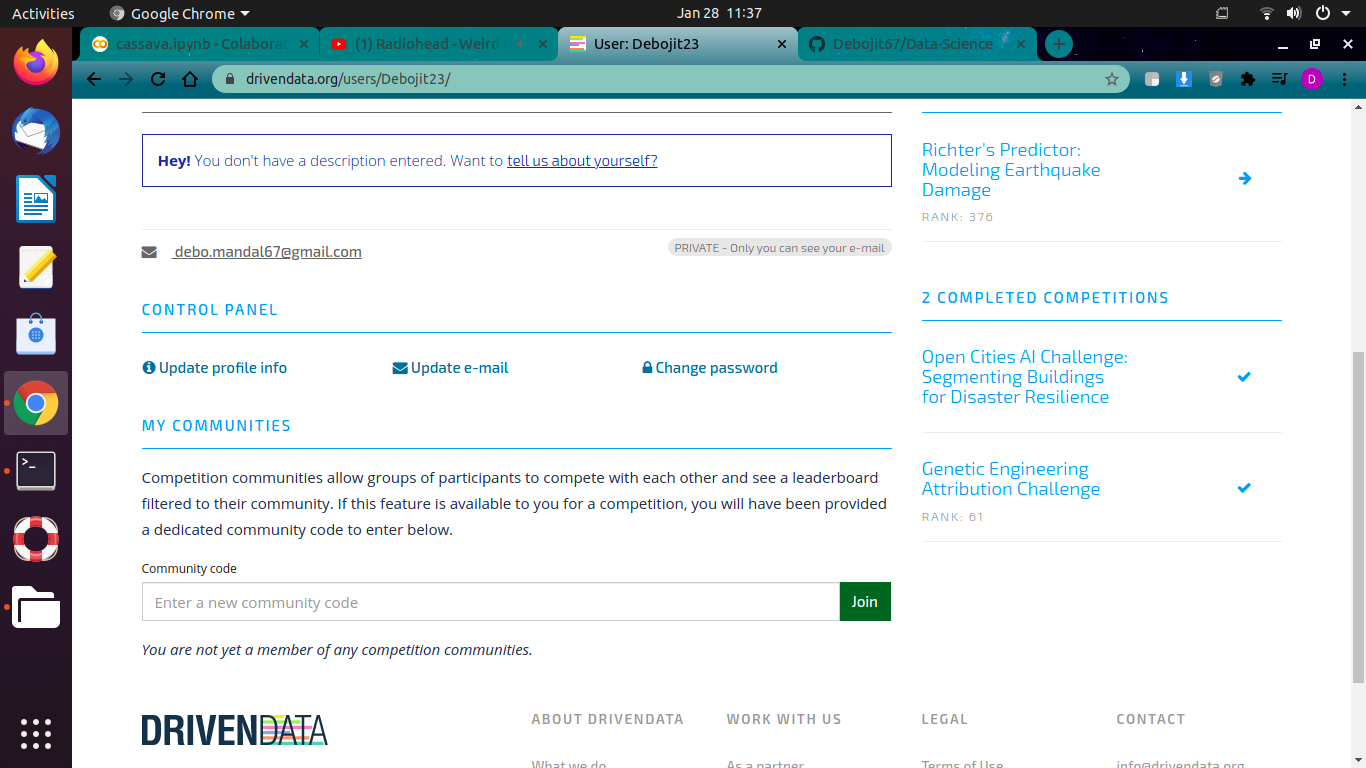 Activities
Google Chrome
Jan 28 11:37
cassava.ipynb - Colaborat
(1) Radiohead - Weird
User: Debojit23
Debojit67/Data-Science
drivendata.org/users/Debojit23/
D
Hey! You don't have a description entered. Want to tell us about yourself?
debo.mandal67@gmail.com
PRIVATE - Only you can see your e-mail
CONTROL PANEL
Update profile info
Update e-mail
Change password
MY COMMUNITIES
Competition communities allow groups of participants to compete with each other and see a leaderboard
filtered to their community. If this feature is available to you for a competition, you will have been provided
a dedicated community code to enter below.
Community code
Enter a new community code
Join
You are not yet a member of any competition communities.
Richter's Predictor:
Modeling Earthquake
Damage
RANK: 376
2 COMPLETED COMPETITIONS
Open Cities AI Challenge:
Segmenting Buildings
for Disaster Resilience
Genetic Engineering
Attribution Challenge
RANK: 61
DRIVENDATA
ABOUT DRIVENDATA
WORK WITH US
LEGAL
CONTACT
What we do
As a partner
Terms of Use
info@drivendata.org